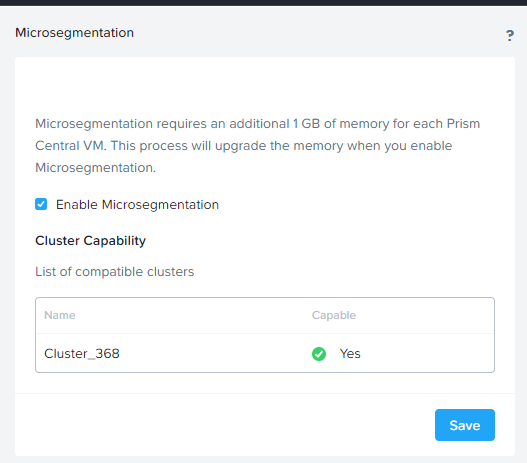 Microsegmentation
?
Microsegmentation requires an additional 1 GB of memory for each Prism
Central VM. This process will upgrade the memory when you enable
Microsegmentation.
Enable Microsegmentation
Cluster Capability
List of compatible clusters
Name Capable
Cluster_368 Yes
Save